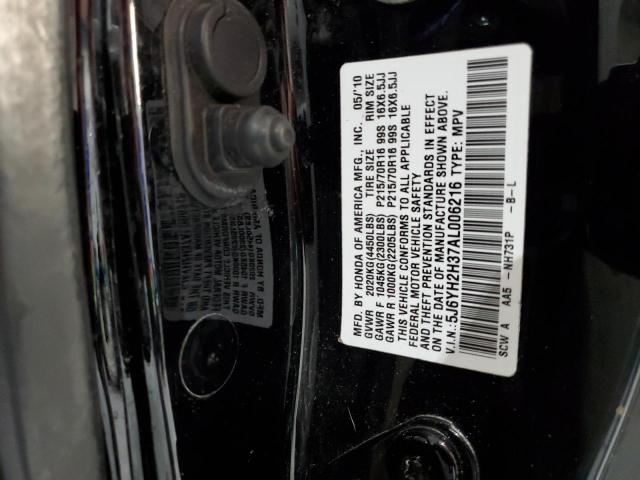 MFD. BY HONDA OF AMERICA MFG., INC. 05/'10
GVWR 2020KG(4450LBS) TIRE SIZE RIM SIZE
GAWR F 1045KG(2300LBS) P215/70R16 99S 16X6.5JJ
GAWR R 1000KG(2205LBS) P215/70R16 99S 16X6.5JJ
THIS VEHICLE CONFORMS TO ALL APPLICABLE
FEDERAL MOTOR VEHICLE SAFETY
AND THEFT PREVENTION STANDARDS IN EFFECT
ON THE DATE OF MANUFACTURE SHOWN ABOVE.
V.I.N.: 5J6YH2H37AL006216 TYPE: MPV
SCW A AA5 -NH731P -B-L